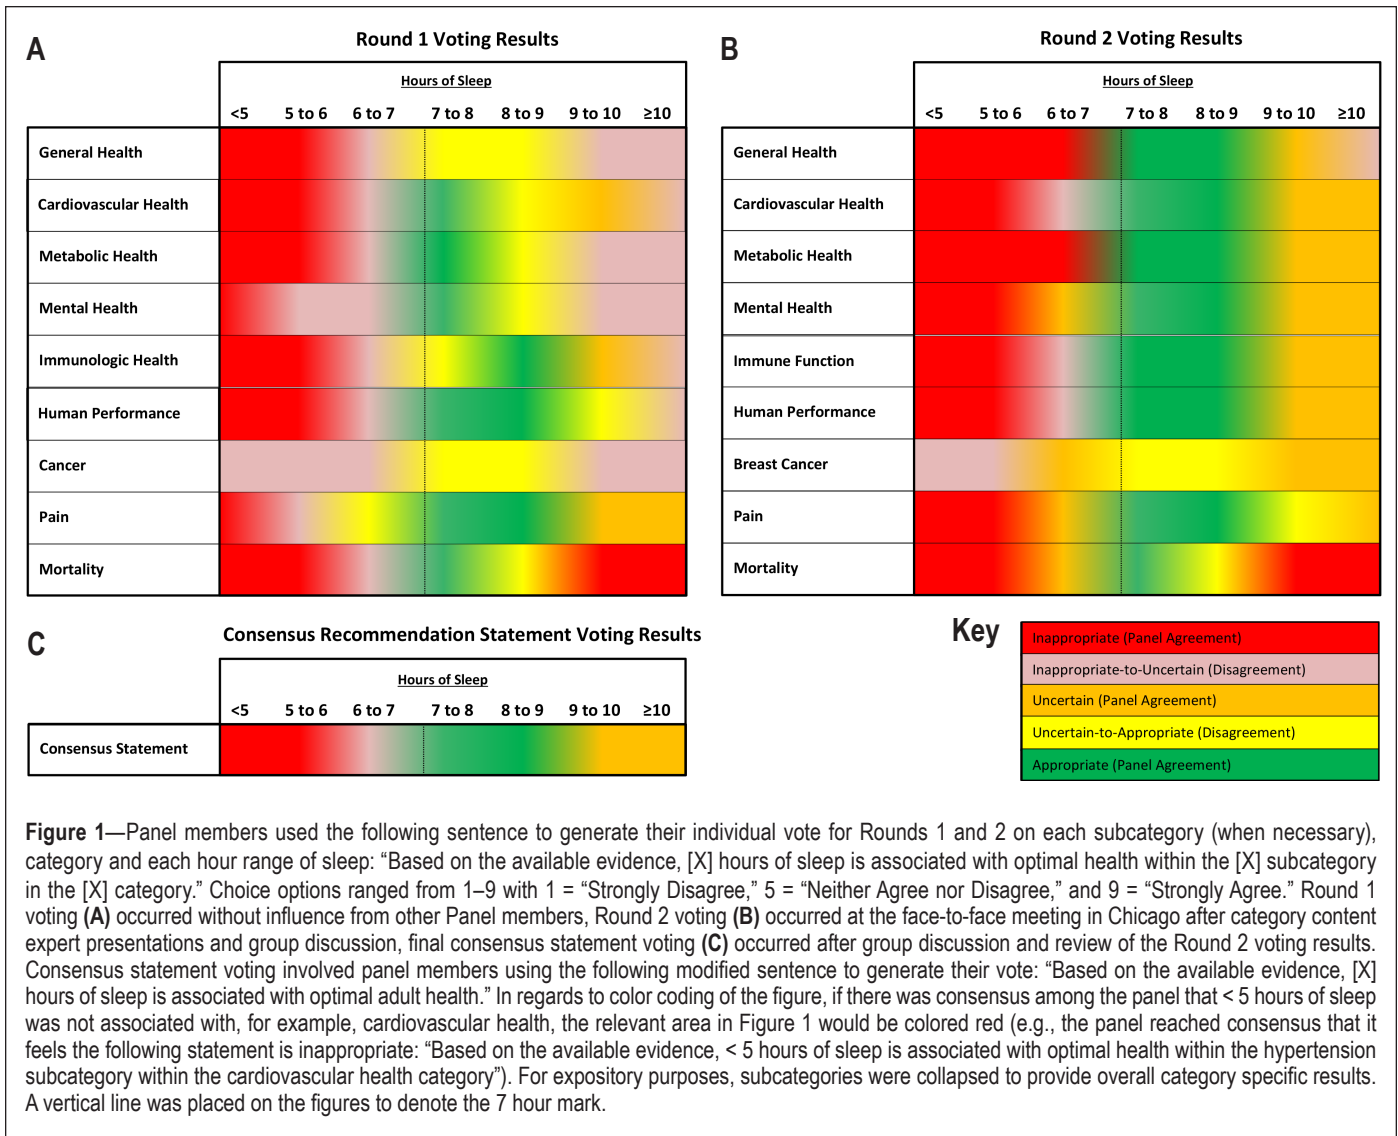 A
Round 1 Voting Results
Hours of Sleep
<5 5 to 6 6 to 7 7 to 8 8 to 9 9 to 10 ≥10
General Health
Cardiovascular Health
Metabolic Health
Mental Health
Immunologic Health
Human Performance
Cancer
Pain
Mortality
B
Round 2 Voting Results
Hours of Sleep
<5 5 to 6 6 to 7 7 to 8 8 to 9 9 to 10 ≥10
General Health
Cardiovascular Health
Metabolic Health
Mental Health
Immune Function
Human Performance
Breast Cancer
Pain
Mortality
C
Consensus Recommendation Statement Voting Results
Hours of Sleep
<5 5 to 6 6 to 7 7 to 8 8 to 9 9 to 10 ≥10
Consensus Statement
Key
Inappropriate (Panel Agreement)
Inappropriate-to-Uncertain (Disagreement)
Uncertain (Panel Agreement)
Uncertain-to-Appropriate (Disagreement)
Appropriate (Panel Agreement)
Figure 1—Panel members used the following sentence to generate their individual vote for Rounds 1 and 2 on each subcategory (when necessary),
category and each hour range of sleep: “Based on the available evidence, [X] hours of sleep is associated with optimal health within the [X] subcategory
in the [X] category.” Choice options ranged from 1–9 with 1 = “Strongly Disagree,” 5 = “Neither Agree nor Disagree,” and 9 = “Strongly Agree.” Round 1
voting (A) occurred without influence from other Panel members, Round 2 voting (B) occurred at the face-to-face meeting in Chicago after category content
expert presentations and group discussion, final consensus statement voting (C) occurred after group discussion and review of the Round 2 voting results.
Consensus statement voting involved panel members using the following modified sentence to generate their vote: “Based on the available evidence, [X]
hours of sleep is associated with optimal adult health.” In regards to color coding of the figure, if there was consensus among the panel that < 5 hours of sleep
was not associated with, for example, cardiovascular health, the relevant area in Figure 1 would be colored red (e.g., the panel reached consensus that it
feels the following statement is inappropriate: “Based on the available evidence, < 5 hours of sleep is associated with optimal health within the hypertension
subcategory within the cardiovascular health category”). For expository purposes, subcategories were collapsed to provide overall category specific results.
A vertical line was placed on the figures to denote the 7 hour mark.